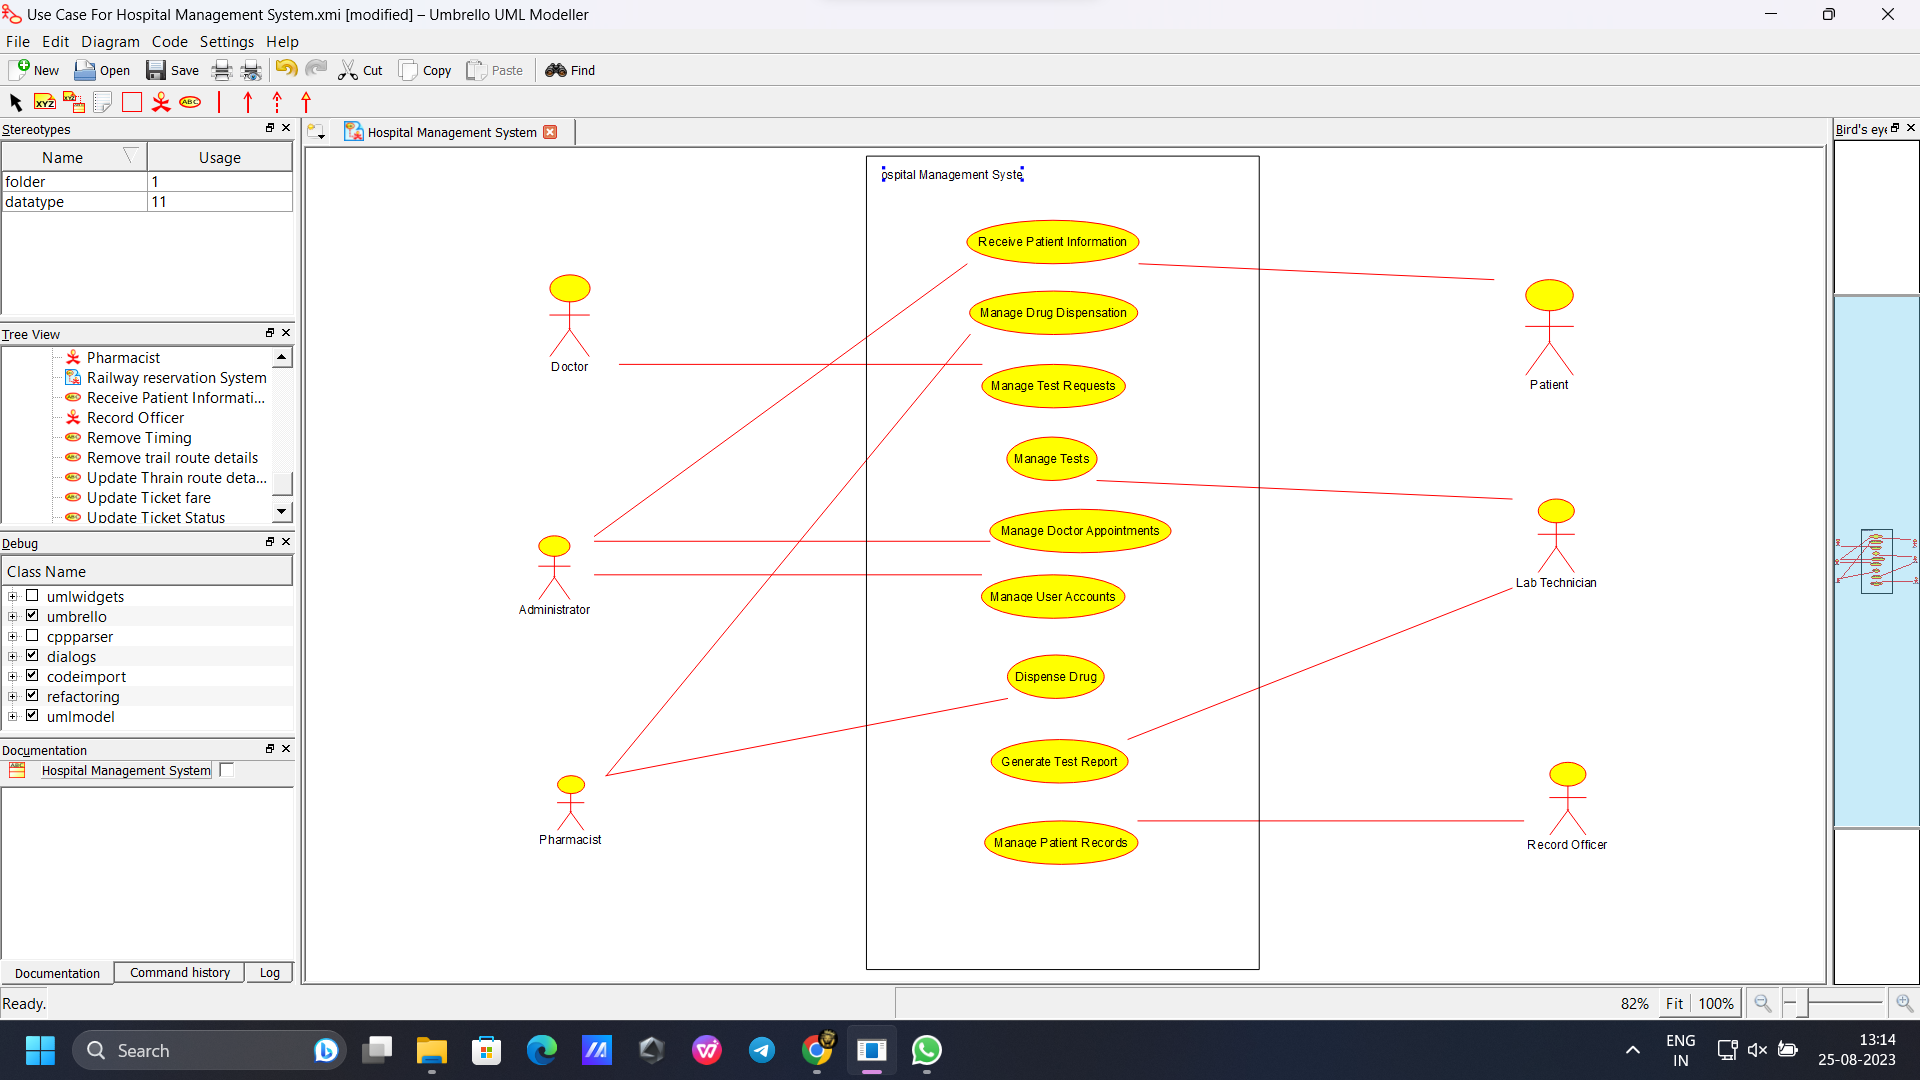 Use Case For Hospital Management System.xmi [modified] – Umbrello UML Modeller
File Edit Diagram Code Settings Help
New Open Save Cut Copy Paste Find
XYZ ABC
Stereotypes
Name Usage
folder 1
datatype 11
Tree View
Pharmacist
Railway reservation System
Receive Patient Informati...
Record Officer
Remove Timing
Remove trail route details
Update Thrain route deta...
Update Ticket fare
Update Ticket Status
Debug
Class Name
umlwidgets
umbrello
cppparser
dialogs
codeimport
refactoring
umlmodel
Documentation
Hospital Management System
Documentation Command history Log
Ready.
Hospital Management System
ospital Management Syste
Receive Patient Information
Manage Drug Dispensation
Manage Test Requests
Manage Tests
Manage Doctor Appointments
Manage User Accounts
Dispense Drug
Generate Test Report
Manage Patient Records
Doctor
Administrator
Pharmacist
Patient
Lab Technician
Record Officer
Bird's eye
82% Fit 100%
Search
ENG
IN
13:14
25-08-2023